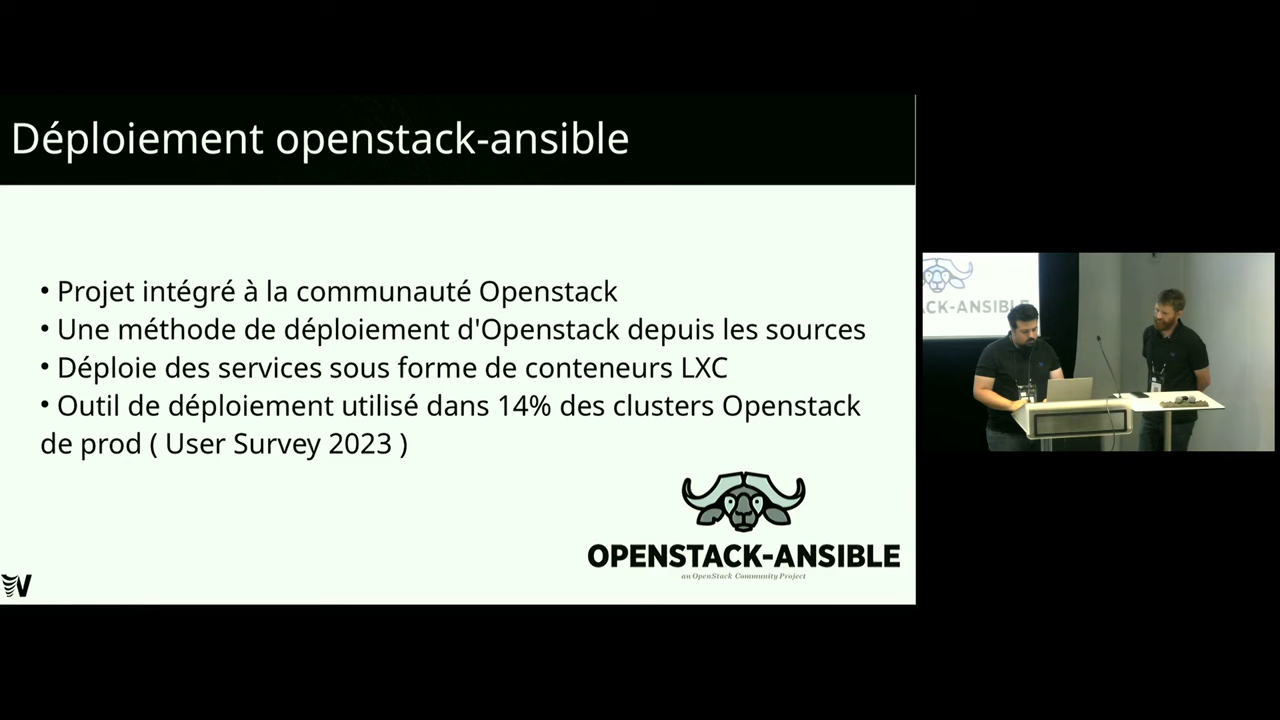 Déploiement openstack-ansible
• Projet intégré à la communauté Openstack
• Une méthode de déploiement d'Openstack depuis les sources
• Déploie des services sous forme de conteneurs LXC
• Outil de déploiement utilisé dans 14% des clusters Openstack
de prod ( User Survey 2023 )
OPENSTACK-ANSIBLE
an OpenStack Community Project
CK-ANSIBLE